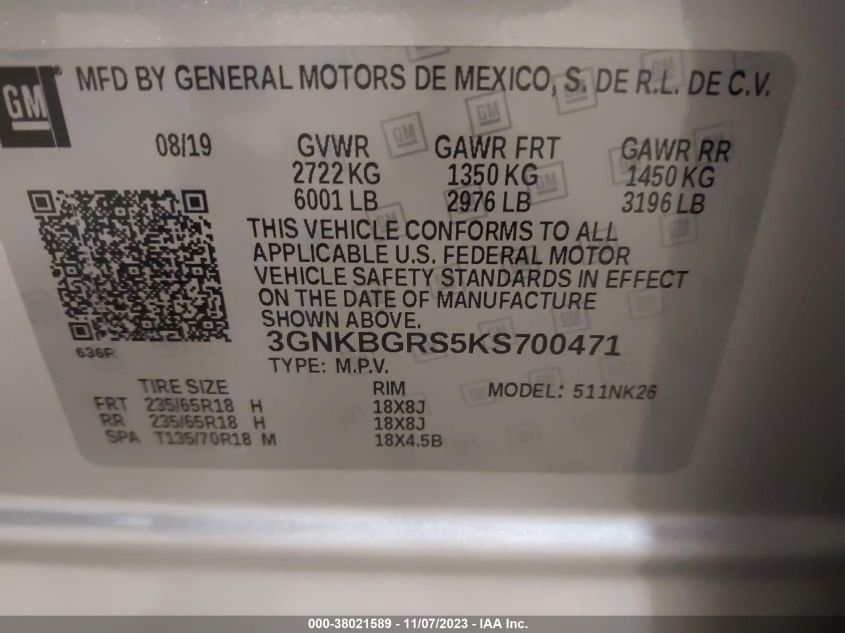 GM
MFD BY GENERAL MOTORS DE MEXICO, S. DE R.L. DE C.V.
08/19 GVWR GAWR FRT GAWR RR
2722 KG 1350 KG 1450 KG
6001 LB 2976 LB 3196 LB
THIS VEHICLE CONFORMS TO ALL
APPLICABLE U.S. FEDERAL MOTOR
VEHICLE SAFETY STANDARDS IN EFFECT
ON THE DATE OF MANUFACTURE
SHOWN ABOVE.
3GNKBGRS5KS700471
636R
TYPE: M.P.V.
TIRE SIZE RIM MODEL: 511NK26
FRT 235/65R18 H 18X8J
RR 235/65R18 H 18X8J
SPA T135/70R18 M 18X4.5B
000-38021589 - 11/07/2023 - IAA Inc.